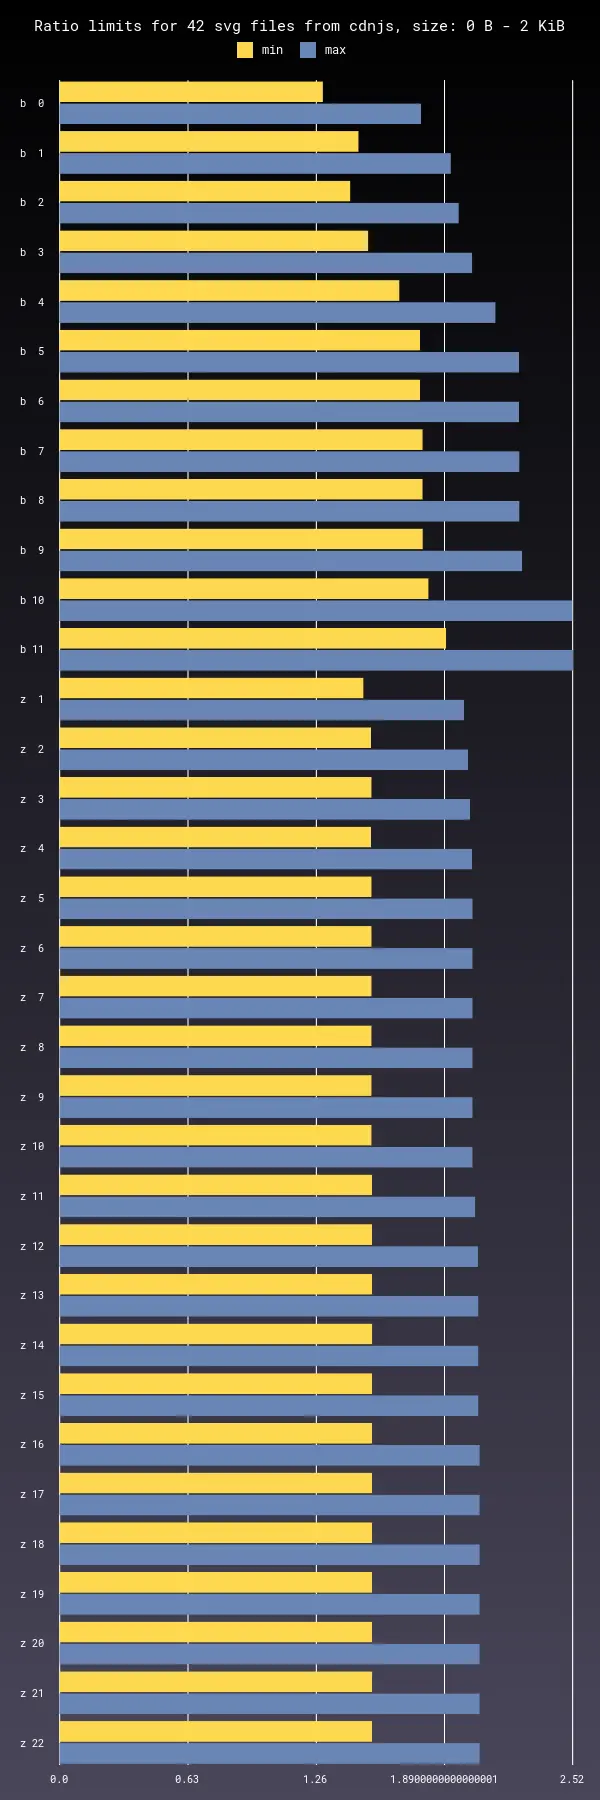 Ratio limits for 42 svg files from cdnjs, size: 0 B - 2 KiB
min max
b 0
b 1
b 2
b 3
b 4
b 5
b 6
b 7
b 8
b 9
b 10
b 11
z 1
z 2
z 3
z 4
z 5
z 6
z 7
z 8
z 9
z 10
z 11
z 12
z 13
z 14
z 15
z 16
z 17
z 18
z 19
z 20
z 21
z 22
0.0 0.63 1.26 1.8900000000000001 2.52